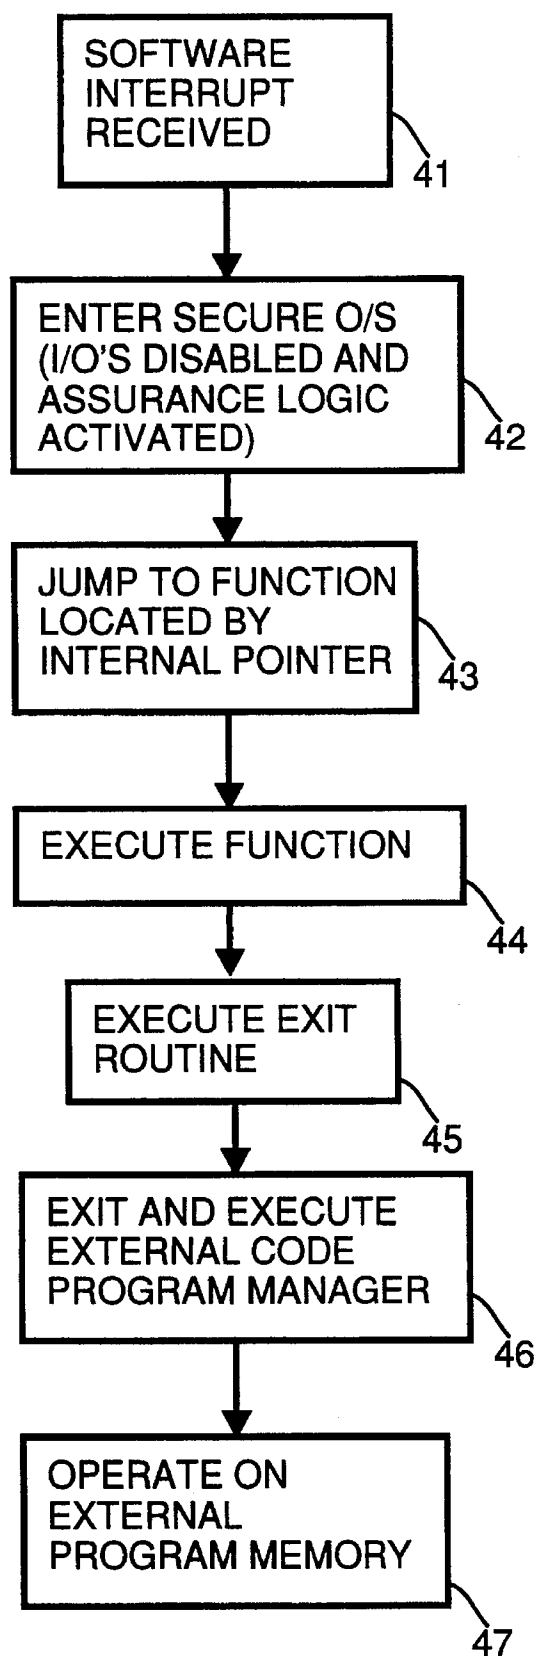 SOFTWARE
INTERRUPT
RECEIVED
41
ENTER SECURE O/S
(I/O'S DISABLED AND
ASSURANCE LOGIC
ACTIVATED)
42
JUMP TO FUNCTION
LOCATED BY
INTERNAL POINTER
43
EXECUTE FUNCTION
44
EXECUTE EXIT
ROUTINE
45
EXIT AND EXECUTE
EXTERNAL CODE
PROGRAM MANAGER
46
OPERATE ON
EXTERNAL
PROGRAM MEMORY
47